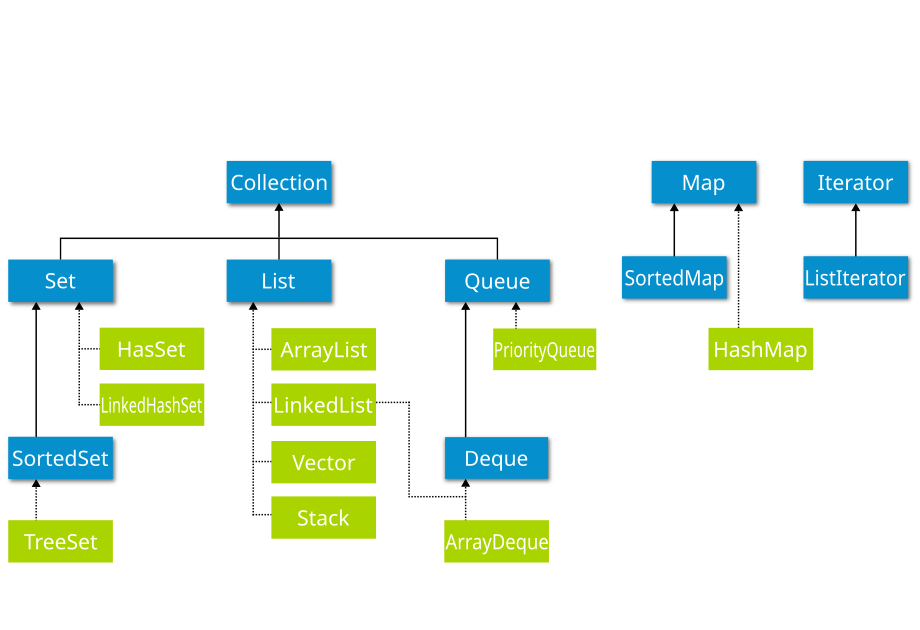 Collection
Map
Iterator
Set
List
Queue
SortedMap
ListIterator
HasSet
ArrayList
PriorityQueue
HashMap
LinkedHashSet
LinkedList
SortedSet
Vector
Deque
Stack
TreeSet
ArrayDeque